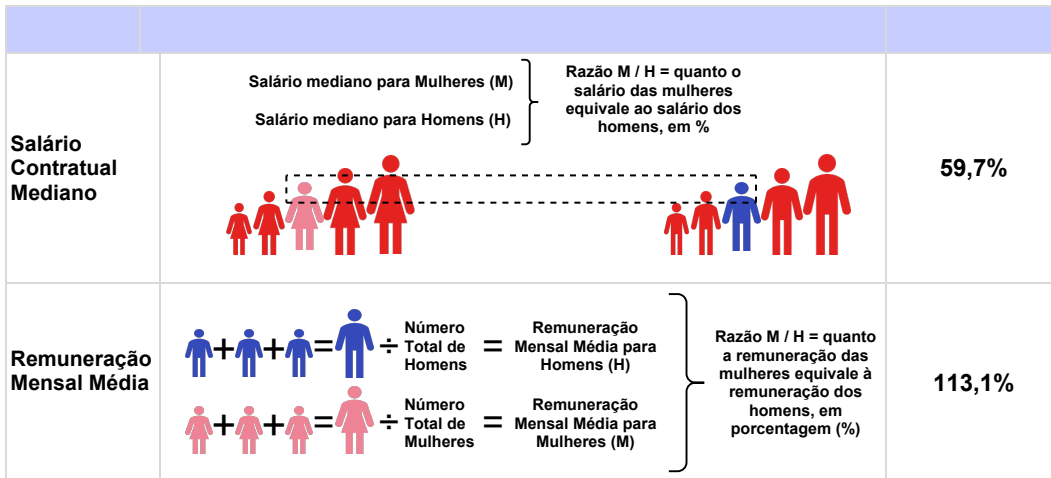 Salário mediano para Mulheres (M)
Salário mediano para Homens (H)
Razão M / H = quanto o
salário das mulheres
equivale ao salário dos
homens, em %
Salário
Contratual
Mediano
59,7%
Remuneração
Mensal Média
+ + = ÷
Número
Total de
Homens
=
Remuneração
Mensal Média para
Homens (H)
+ + = ÷
Número
Total de
Mulheres
=
Remuneração
Mensal Média para
Mulheres (M)
Razão M / H = quanto
a remuneração das
mulheres equivale à
remuneração dos
homens, em
porcentagem (%)
113,1%